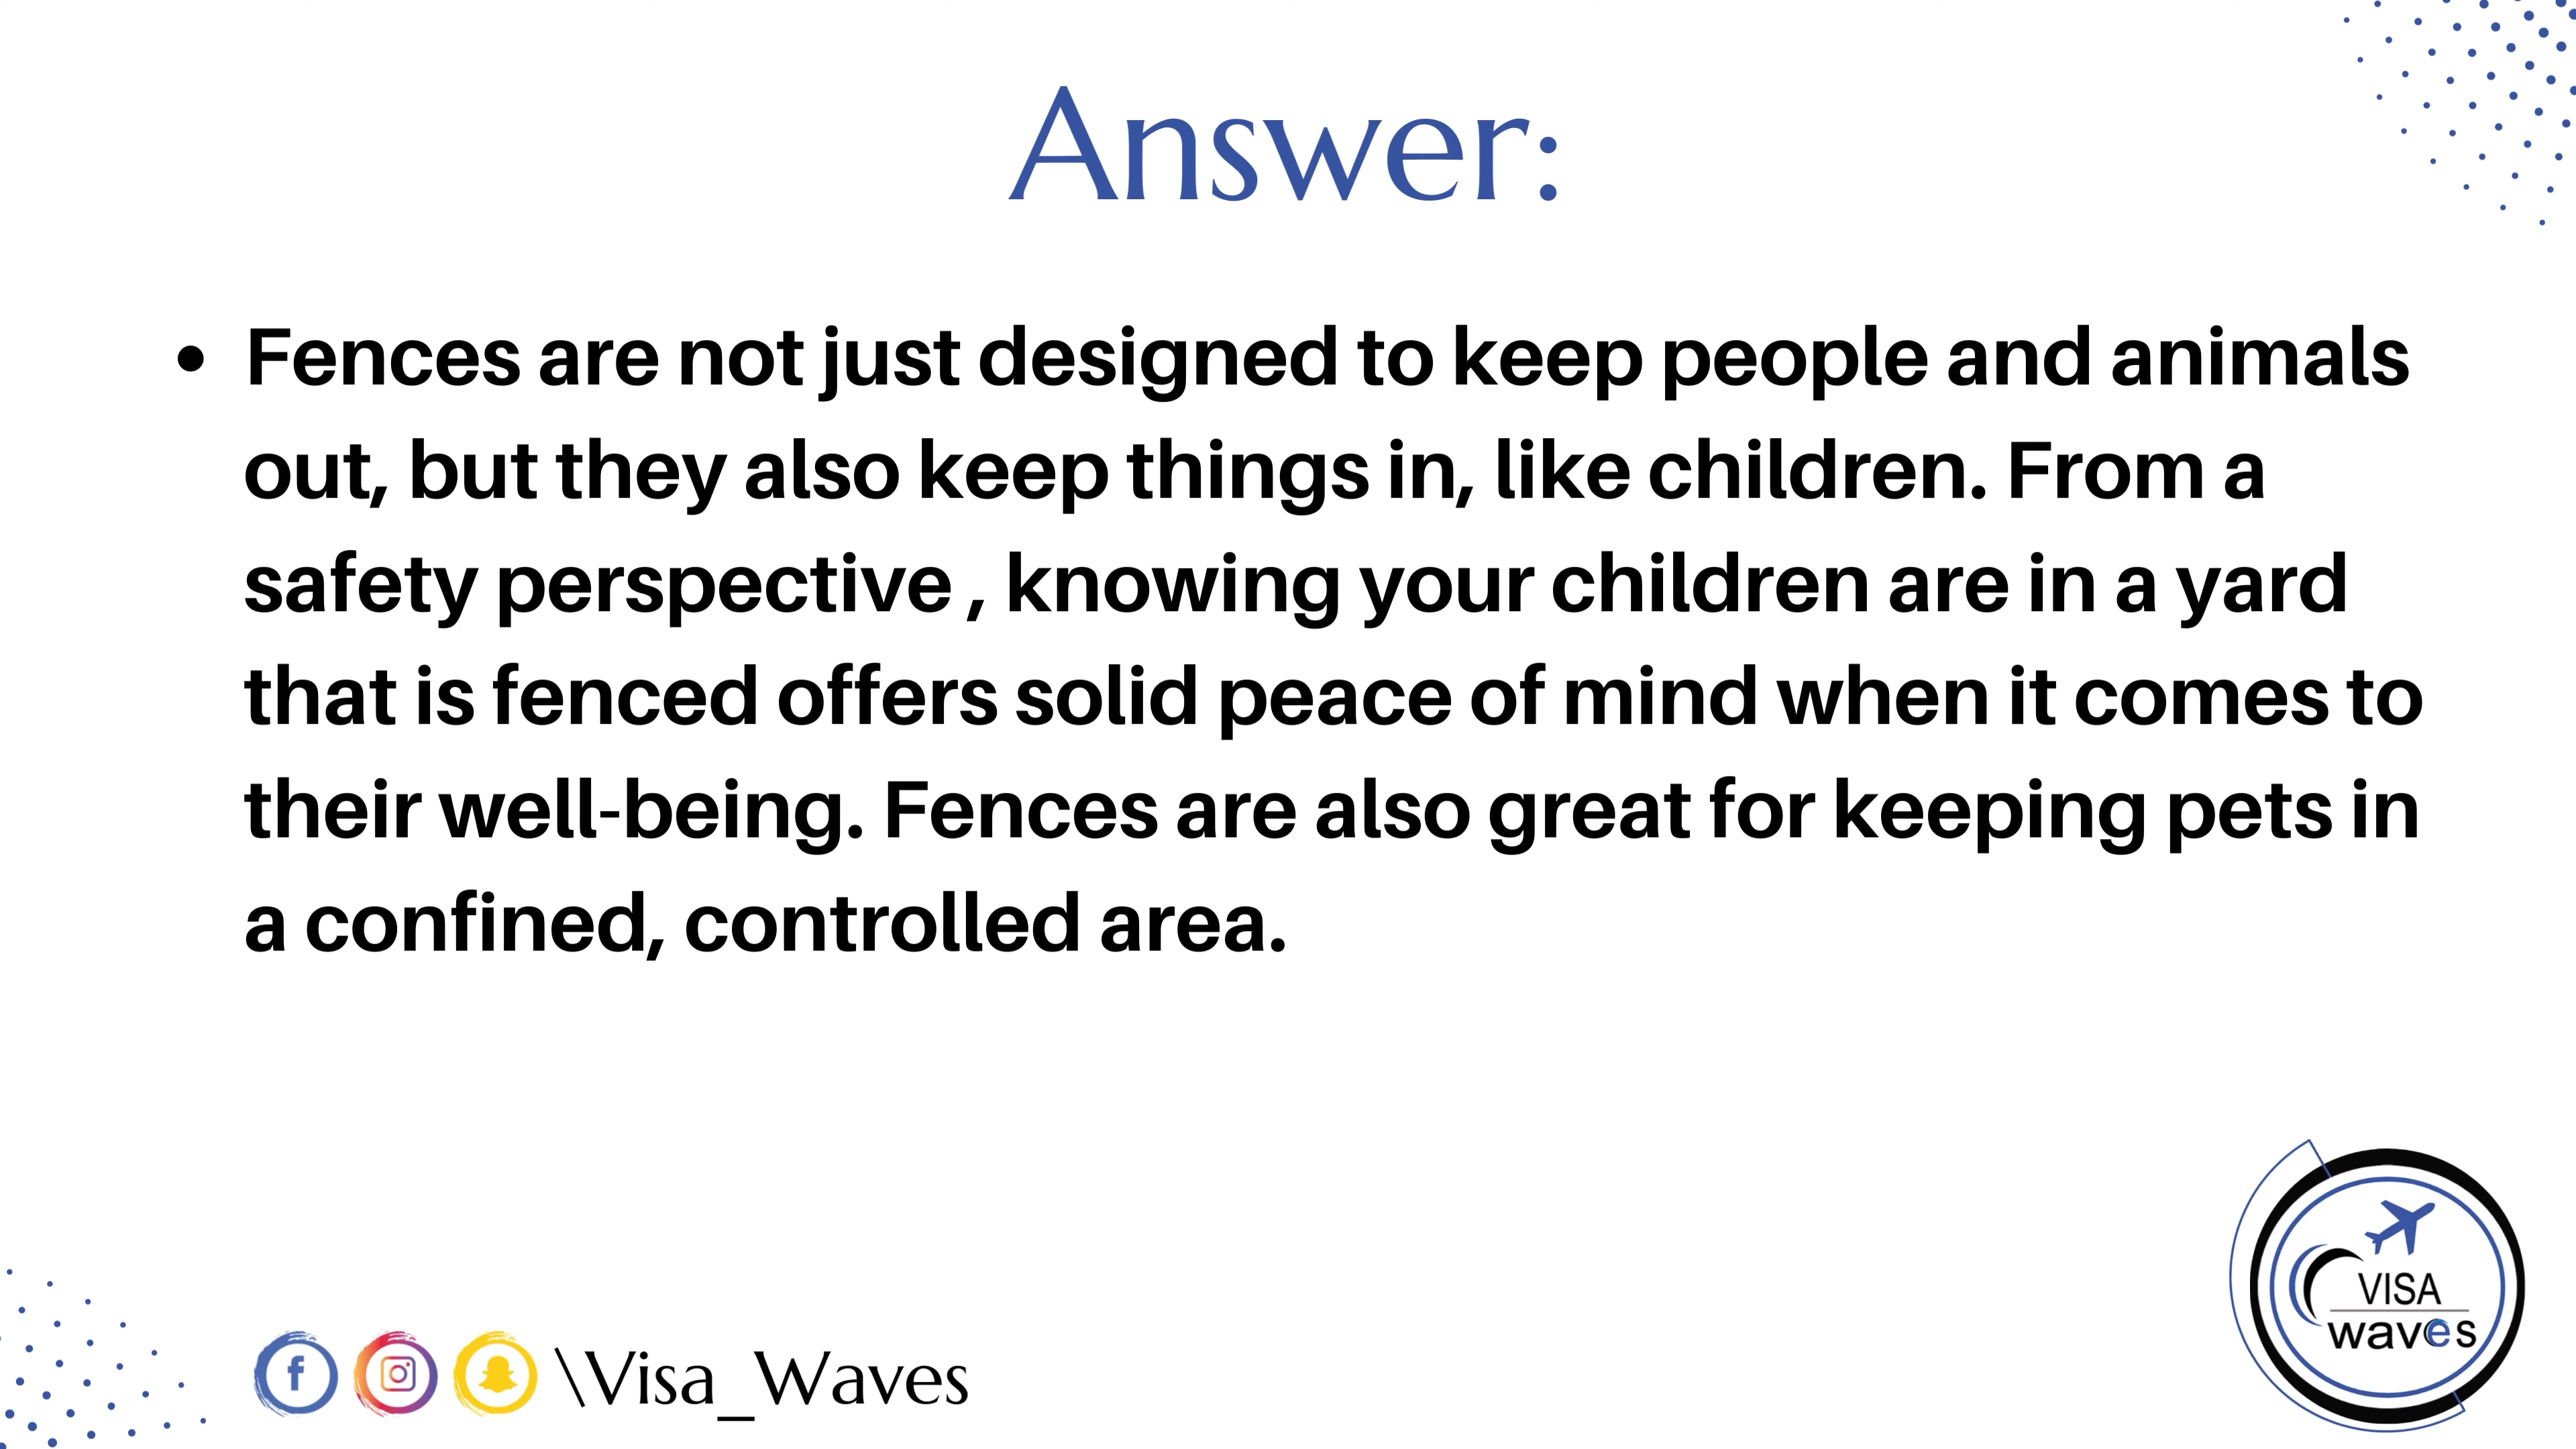 Answer:
• Fences are not just designed to keep people and animals
out, but they also keep things in, like children. From a
safety perspective , knowing your children are in a yard
that is fenced offers solid peace of mind when it comes to
their well-being. Fences are also great for keeping pets in
a confined, controlled area.
VISA
waves
\Visa_Waves